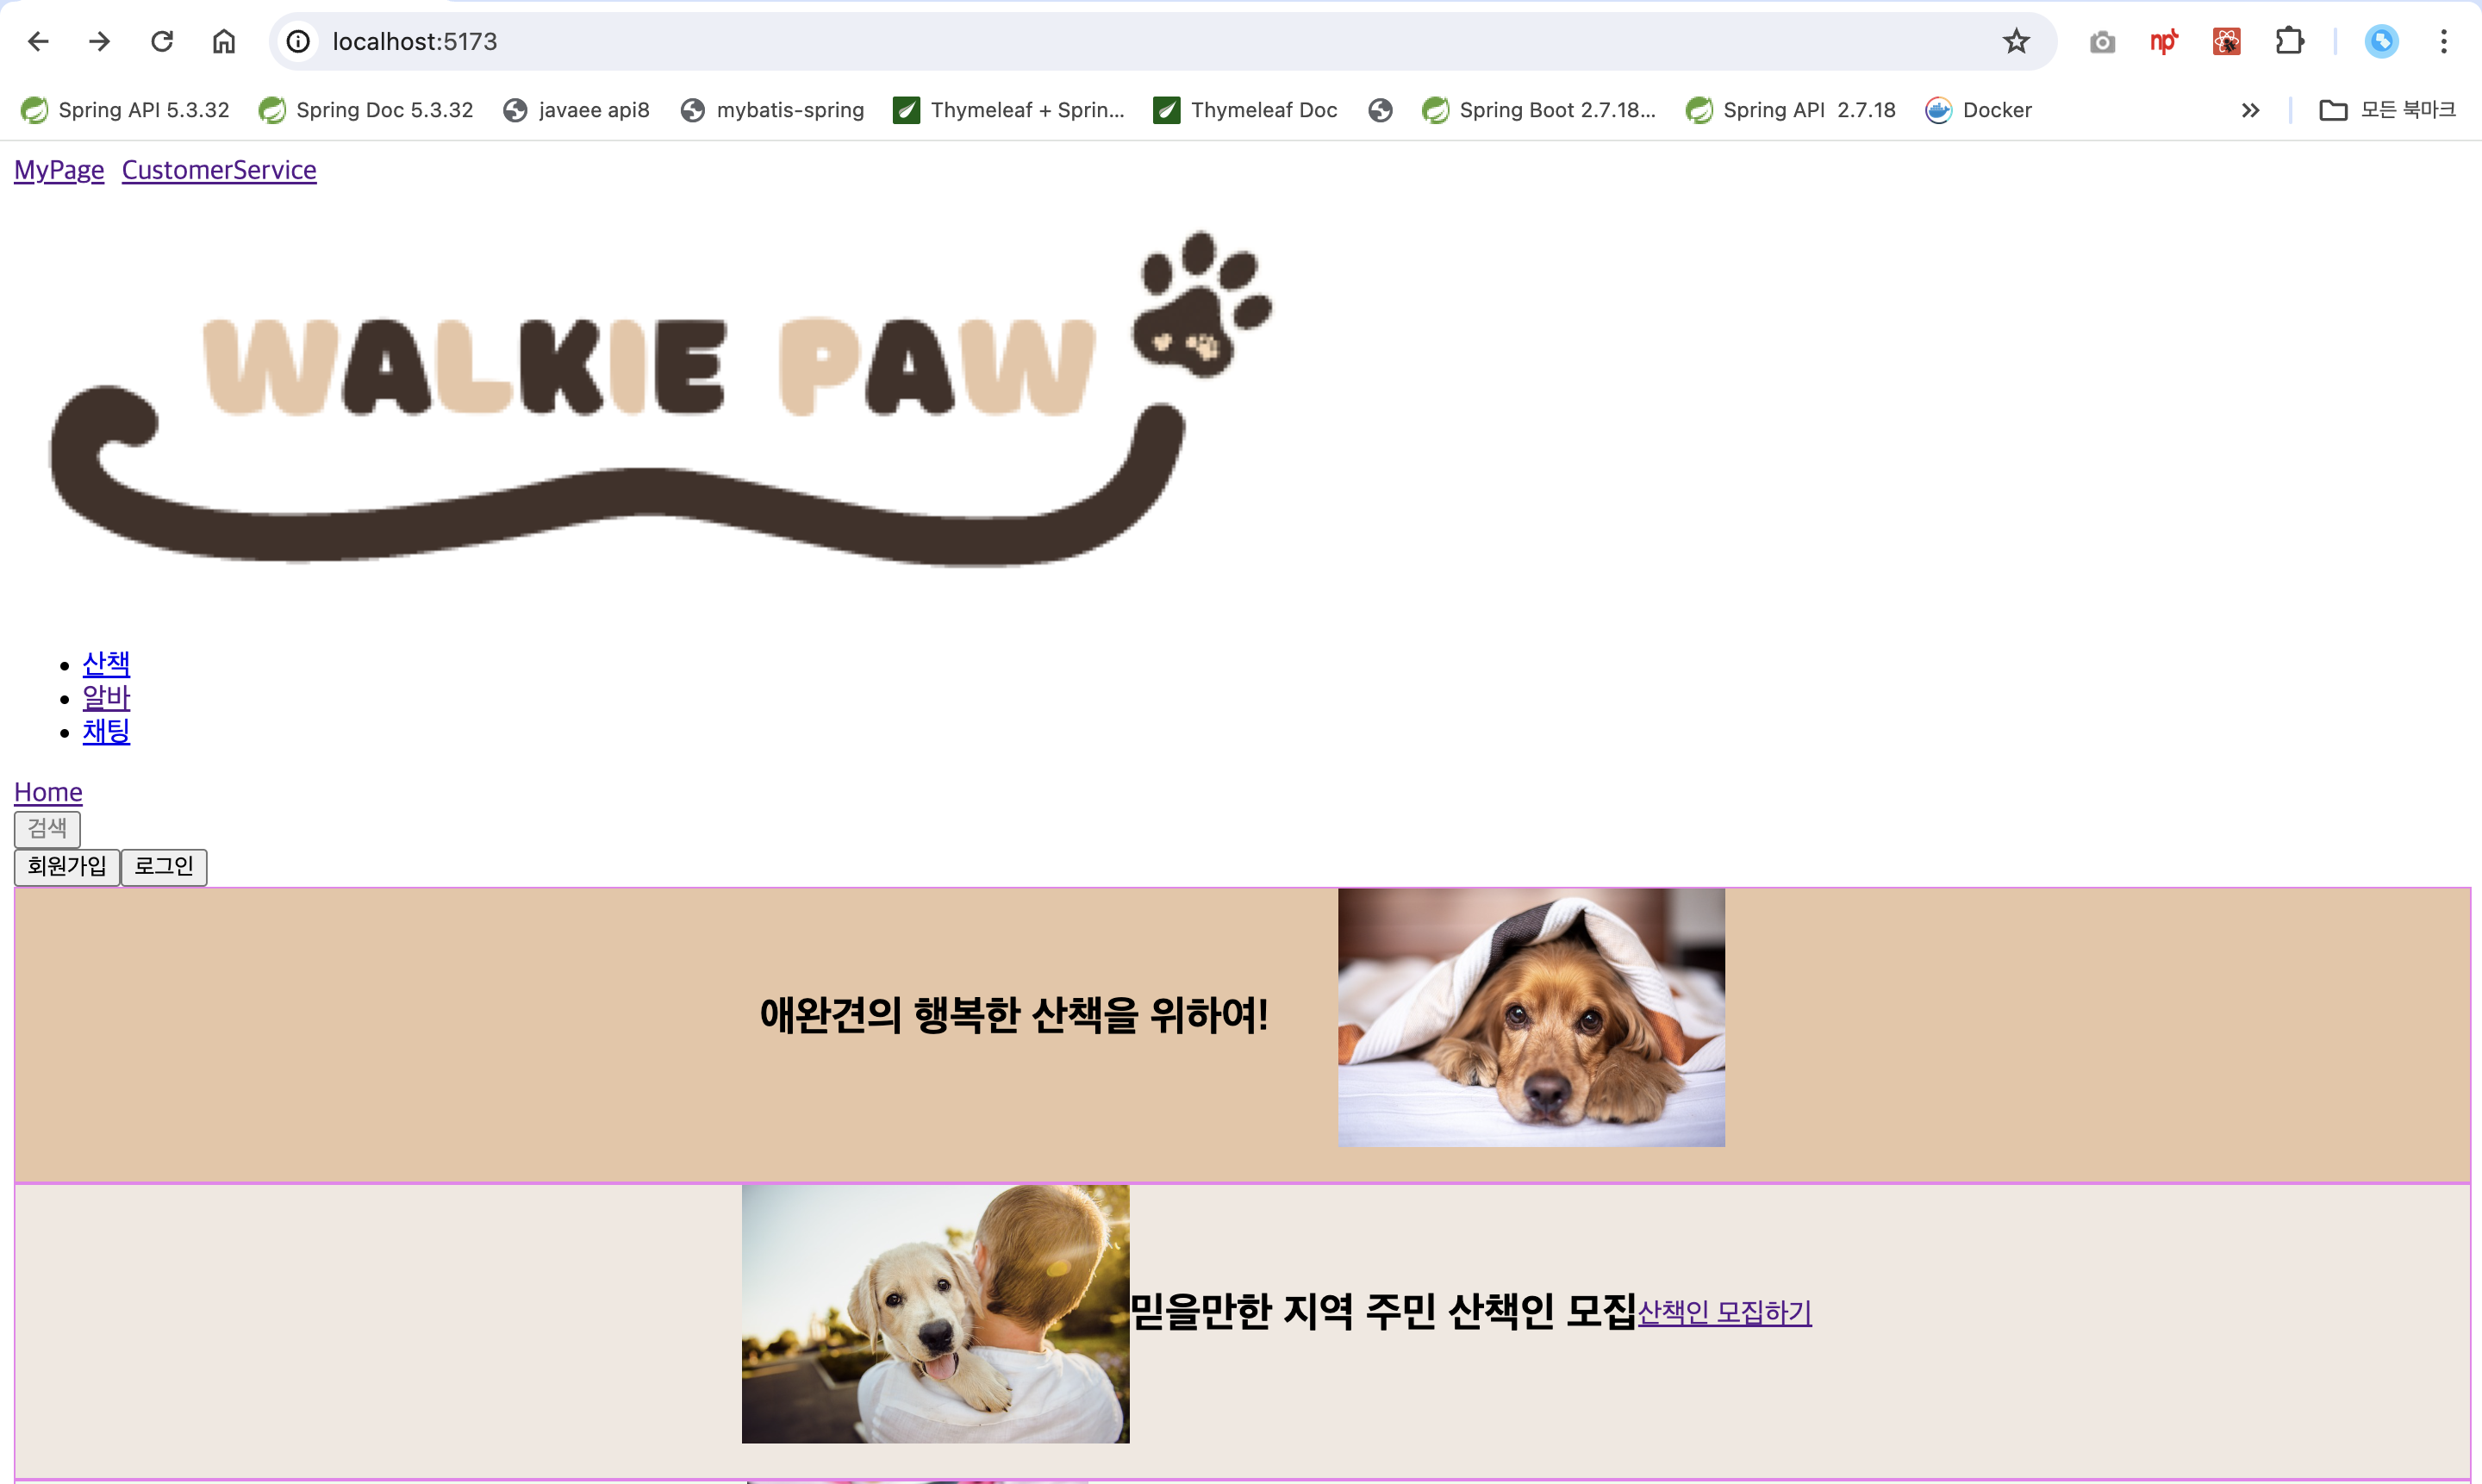 localhost:5173
Spring API 5.3.32 Spring Doc 5.3.32 javaee api8 mybatis-spring Thymeleaf + Sprin... Thymeleaf Doc Spring Boot 2.7.18... Spring API 2.7.18 Docker 모든 북마크
MyPage CustomerService
WALKIE PAW
산책
알바
채팅
Home
검색
회원가입 로그인
애완견의 행복한 산책을 위하여!
믿을만한 지역 주민 산책인 모집산책인 모집하기